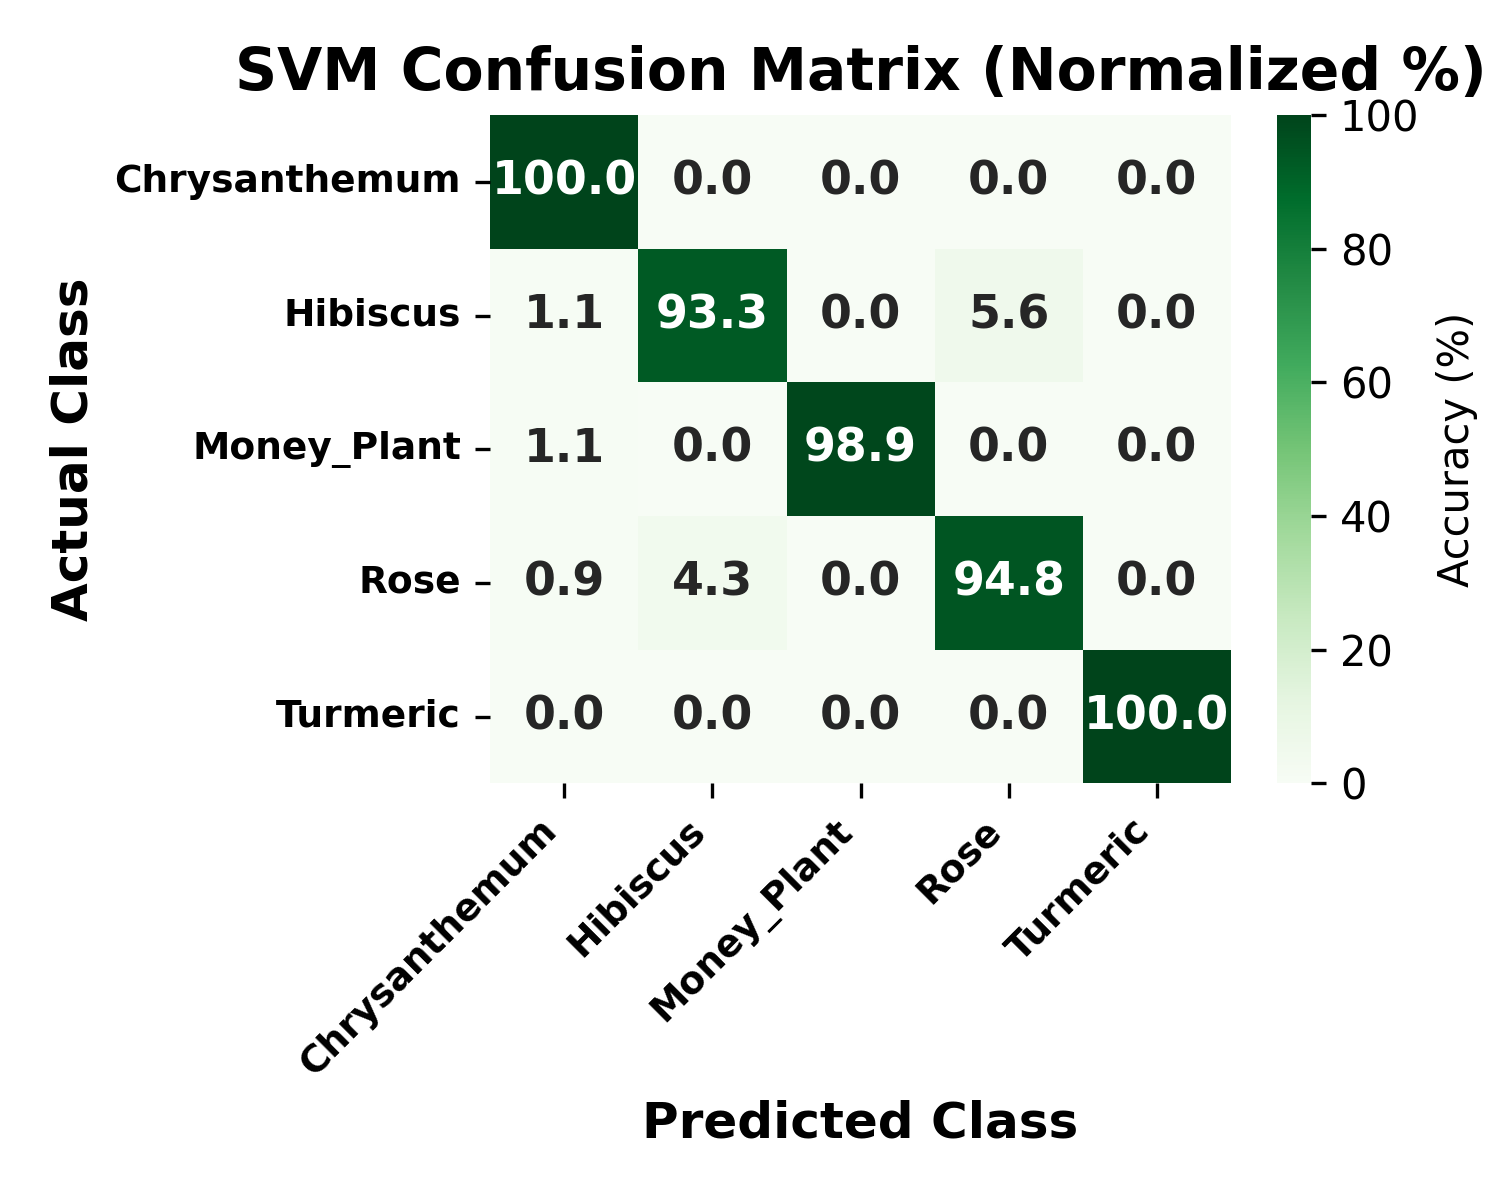 SVM Confusion Matrix (Normalized %)
Actual Class
Chrysanthemum 100.0 0.0 0.0 0.0 0.0
Hibiscus 1.1 93.3 0.0 5.6 0.0
Money_Plant 1.1 0.0 98.9 0.0 0.0
Rose 0.9 4.3 0.0 94.8 0.0
Turmeric 0.0 0.0 0.0 0.0 100.0
Chrysanthemum
Hibiscus
Money_Plant
Rose
Turmeric
Predicted Class
100
80
60
40
20
0
Accuracy (%)